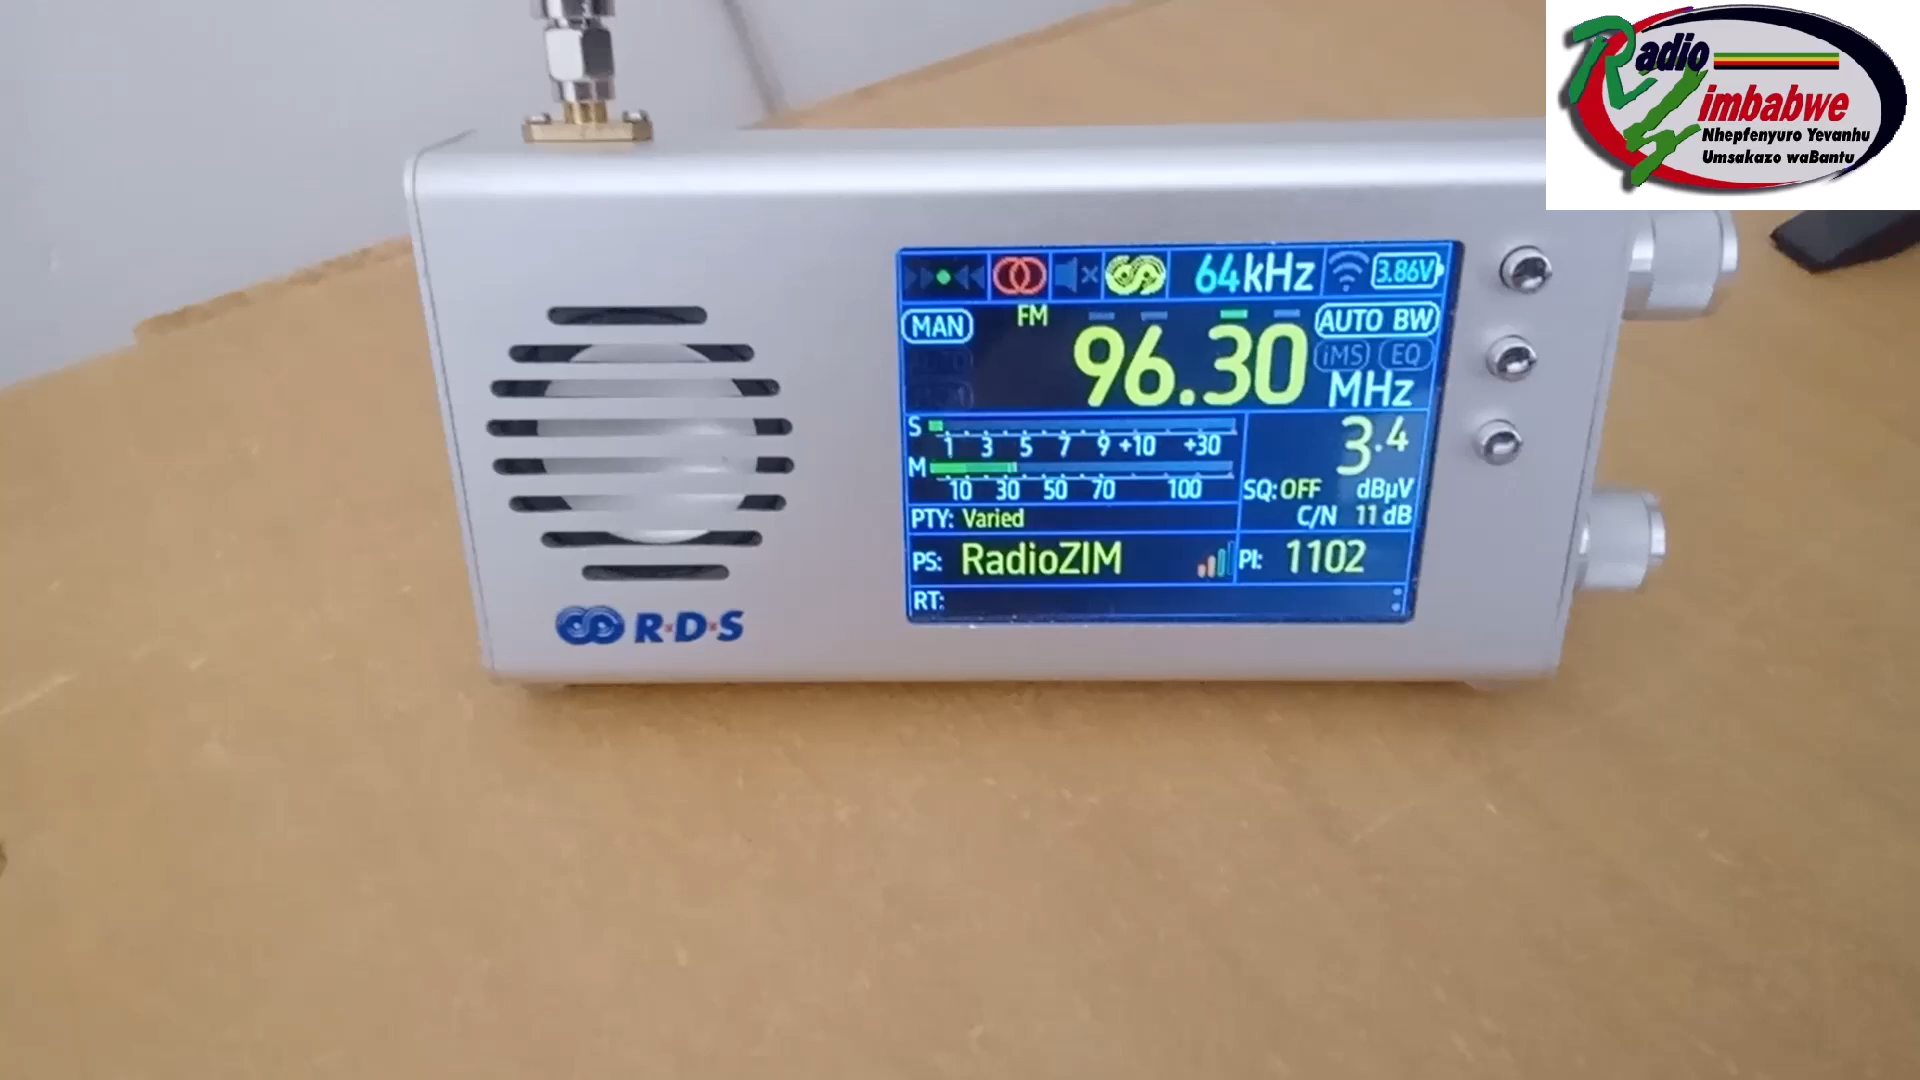 Radio
Zimbabwe
Nhepfenyuro Yevanhu
Umsakazo waBantu
64kHz
3.86V
MAN
FM
96.30
MHz
AUTO BW
iMS
EQ
S
1 3 5 7 9 +10 +30
M
10 30 50 70 100
3.4
SQ: OFF dBµV
C/N 11 dB
PTY: Varied
PS: RadioZIM
PI: 1102
RT:
R·D·S